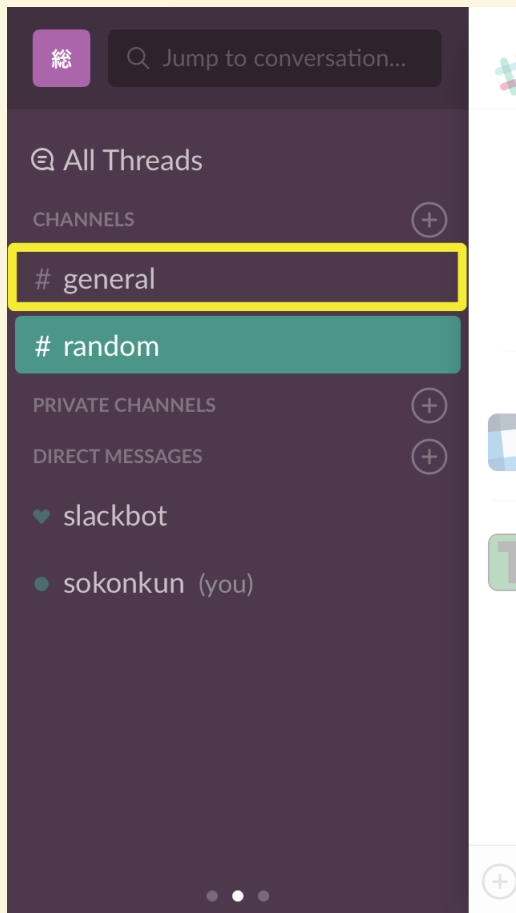 総
Jump to conversation...
All Threads
CHANNELS
# general
# random
PRIVATE CHANNELS
DIRECT MESSAGES
slackbot
sokonkun (you)